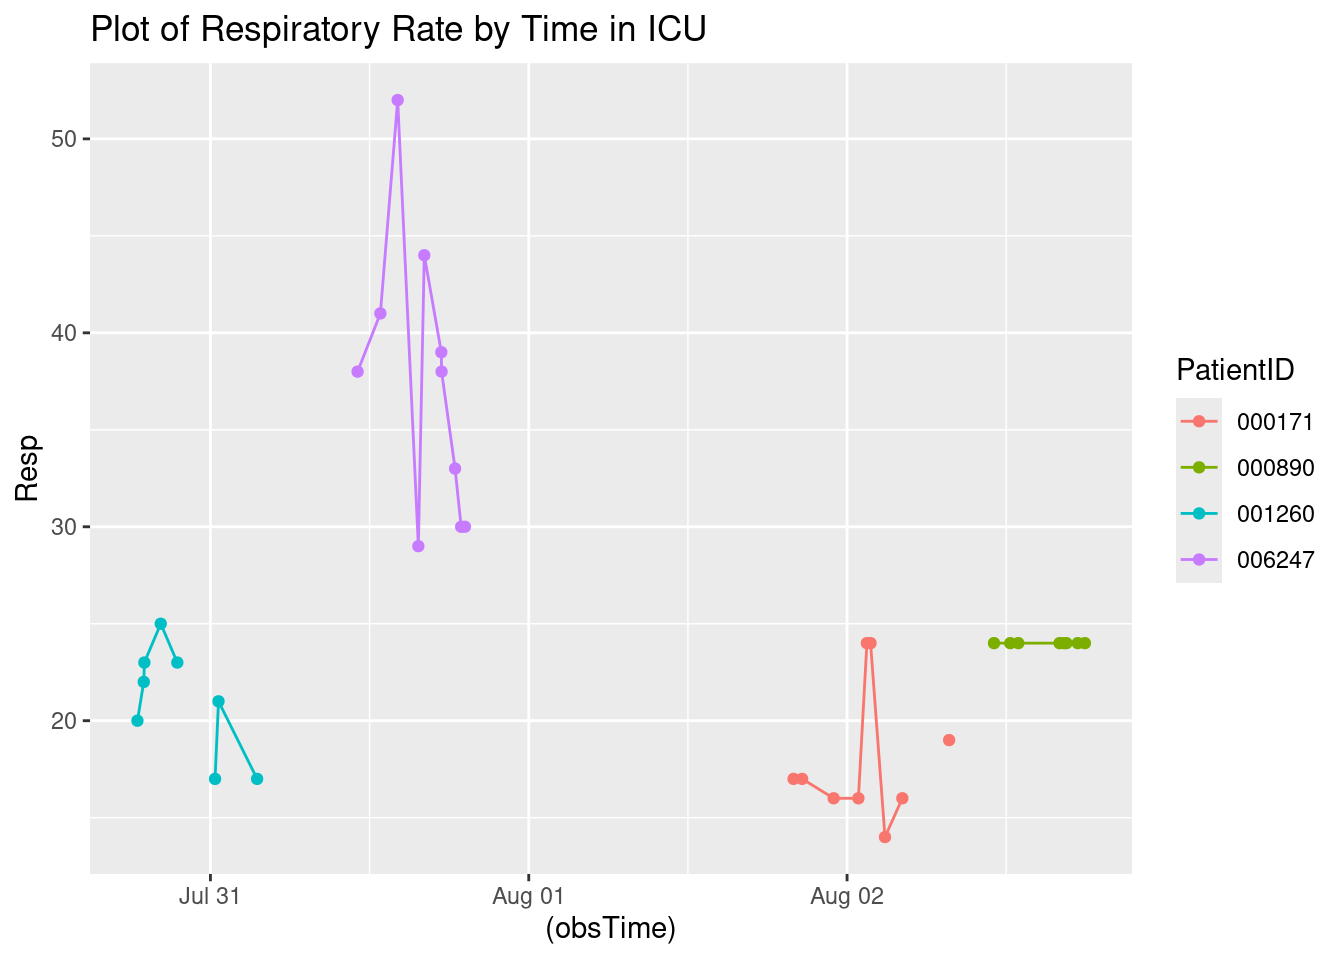 Plot of Respiratory Rate by Time in ICU
50
40
30
20
Resp
Jul 31
Aug 01
Aug 02
(obsTime)
PatientID
000171
000890
001260
006247